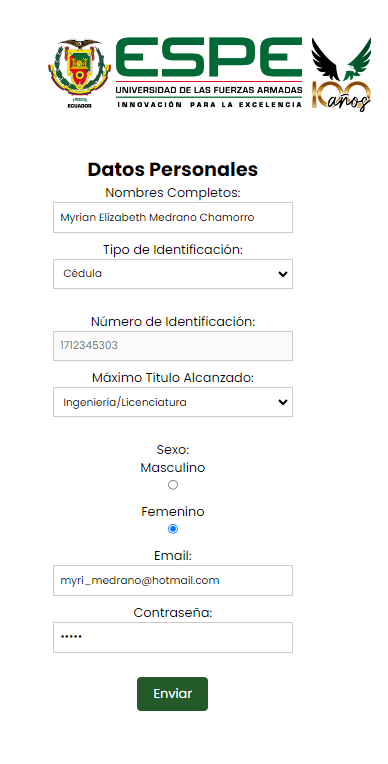 ESPE
UNIVERSIDAD DE LAS FUERZAS ARMADAS
INNOVACIÓN PARA LA EXCELENCIA
ECUADOR
100 años
Datos Personales
Nombres Completos:
Myrian Elizabeth Medrano Chamorro
Tipo de Identificación:
Cédula
Número de Identificación:
1712345303
Máximo Título Alcanzado:
Ingeniería/Licenciatura
Sexo:
Masculino
Femenino
Email:
myri_medrano@hotmail.com
Contraseña:
•••••
Enviar